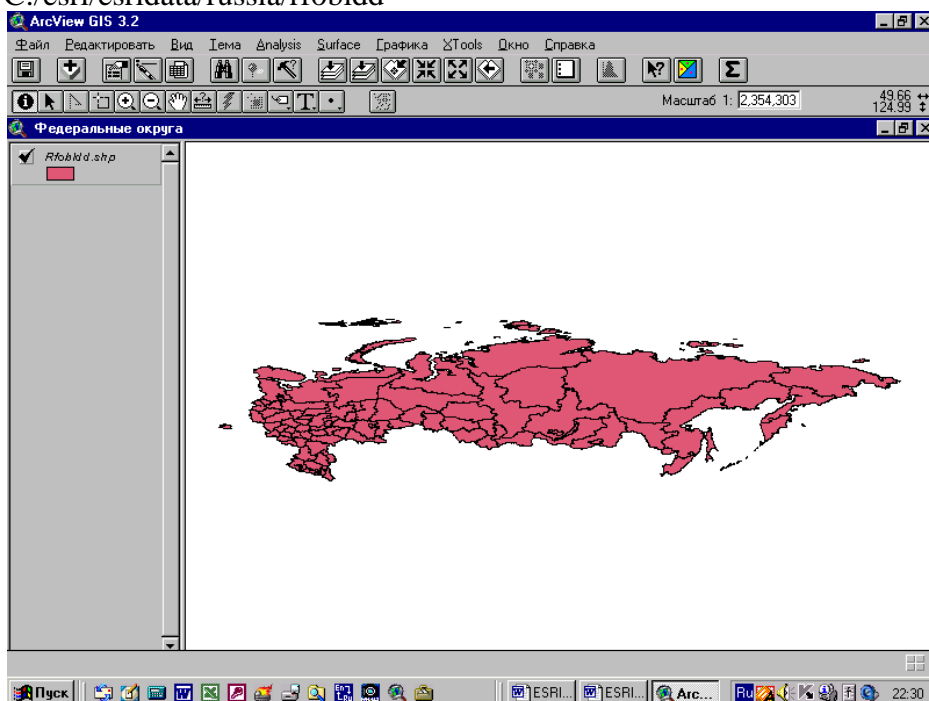 C:/esri/esridata/russia/rfobldd
ArcView GIS 3.2
Файл Редактировать Вид Тема Analysis Surface Графика XTools Окно Справка
Масштаб 1: 2,354,303
49.66
124.99
Федеральные округа
Rfobldd.shp
Пуск ESRI... ESRI... Arc... Ru 22:30